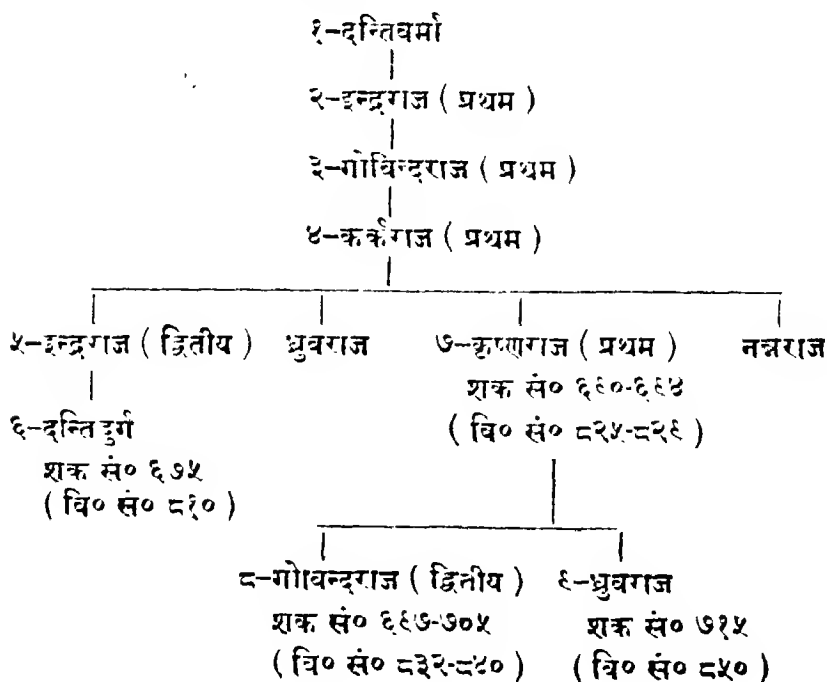 १-दन्तिवर्मा
२-इन्द्रराज ( प्रथम )
३-गोविन्दराज ( प्रथम )
४-कर्कराज ( प्रथम )
५-इन्द्रराज ( द्वितीय ) ध्रुवराज ७-कृष्णराज ( प्रथम ) नन्नराज
शक सं० ६९०-६९४
( वि० सं० ८२५-८२९ )
६-दन्तिदुर्ग
शक सं० ६७५
( वि० सं० ८१० )
८-गोविन्दराज ( द्वितीय ) ९-ध्रुवराज
शक सं० ६९७-७०५ शक सं० ७१५
( वि० सं० ८३२-८४० ) ( वि० सं० ८५० )